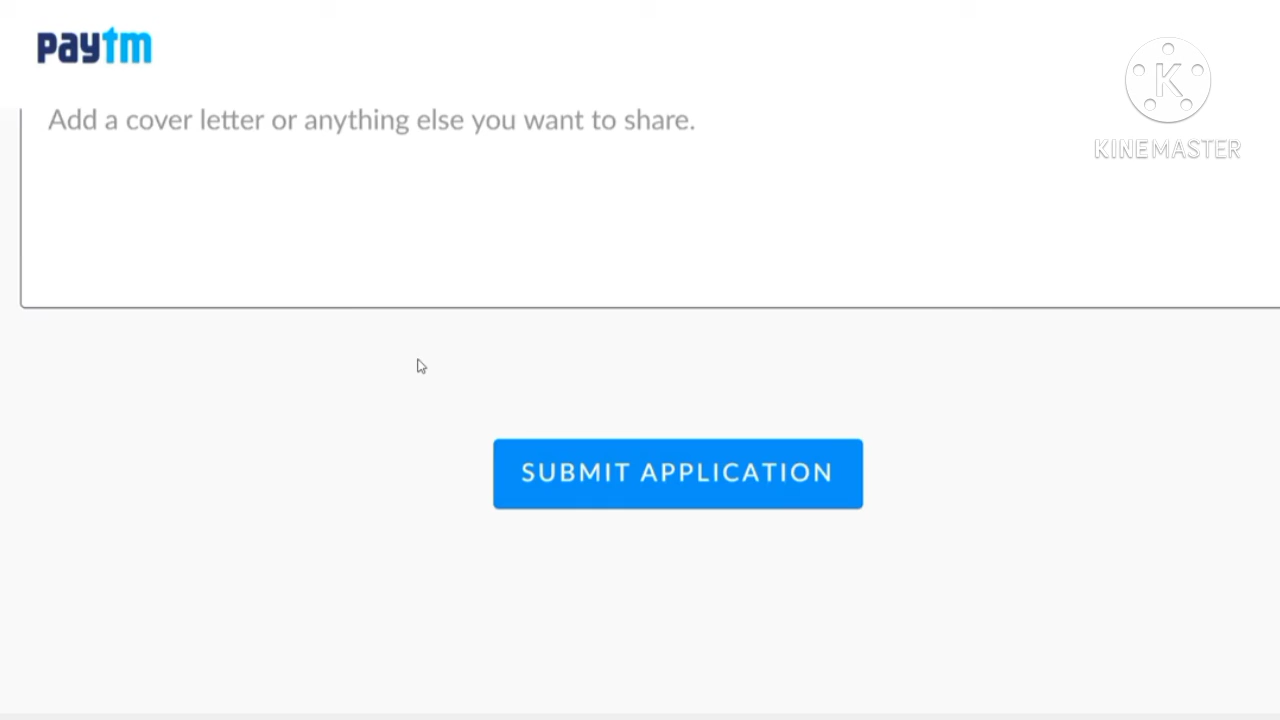 paytm
K
KINEMASTER
Add a cover letter or anything else you want to share.
SUBMIT APPLICATION